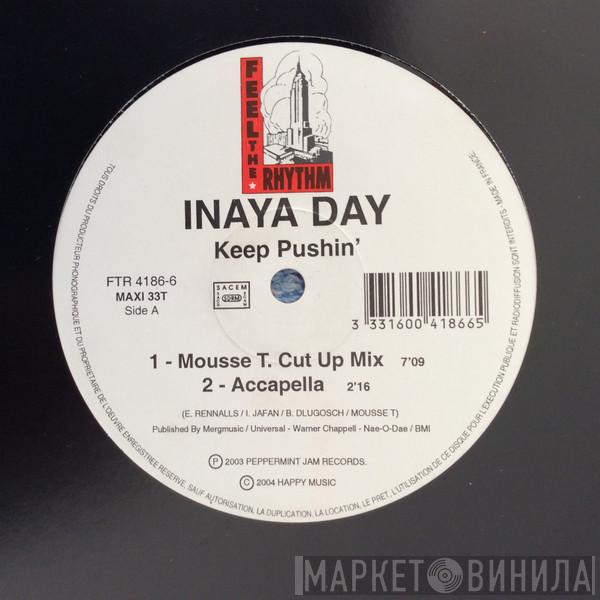 FEEL THE
RHYTHM
INAYA DAY
Keep Pushin'
FTR 4186-6
MAXI 33T
Side A
SACEM
3 331600 418665
1 - Mousse T. Cut Up Mix 7'09
2 - Accapella 2'16
(E. RENNALLS / I. JAFAN / B. DLUGOSCH / MOUSSE T)
Published By Mergmusic / Universal - Warner Chappell - Nae-O-Dae / BMI
P 2003 PEPPERMINT JAM RECORDS.
C 2004 HAPPY MUSIC
TOUS DROITS DU PRODUCTEUR PHONOGRAPHIQUE ET DU PROPRIETAIRE DE L'OEUVRE ENREGISTREE RESERVE, SAUF AUTORISATION, LA DUPLICATION, LA LOCATION, LE PRET, L'UTILISATION DE CE DISQUE POUR L'EXECUTION PUBLIQUE ET RADIODIFFUSION SONT INTERDITS - MADE IN FRANCE.
МАРКЕТ ВИНИЛА